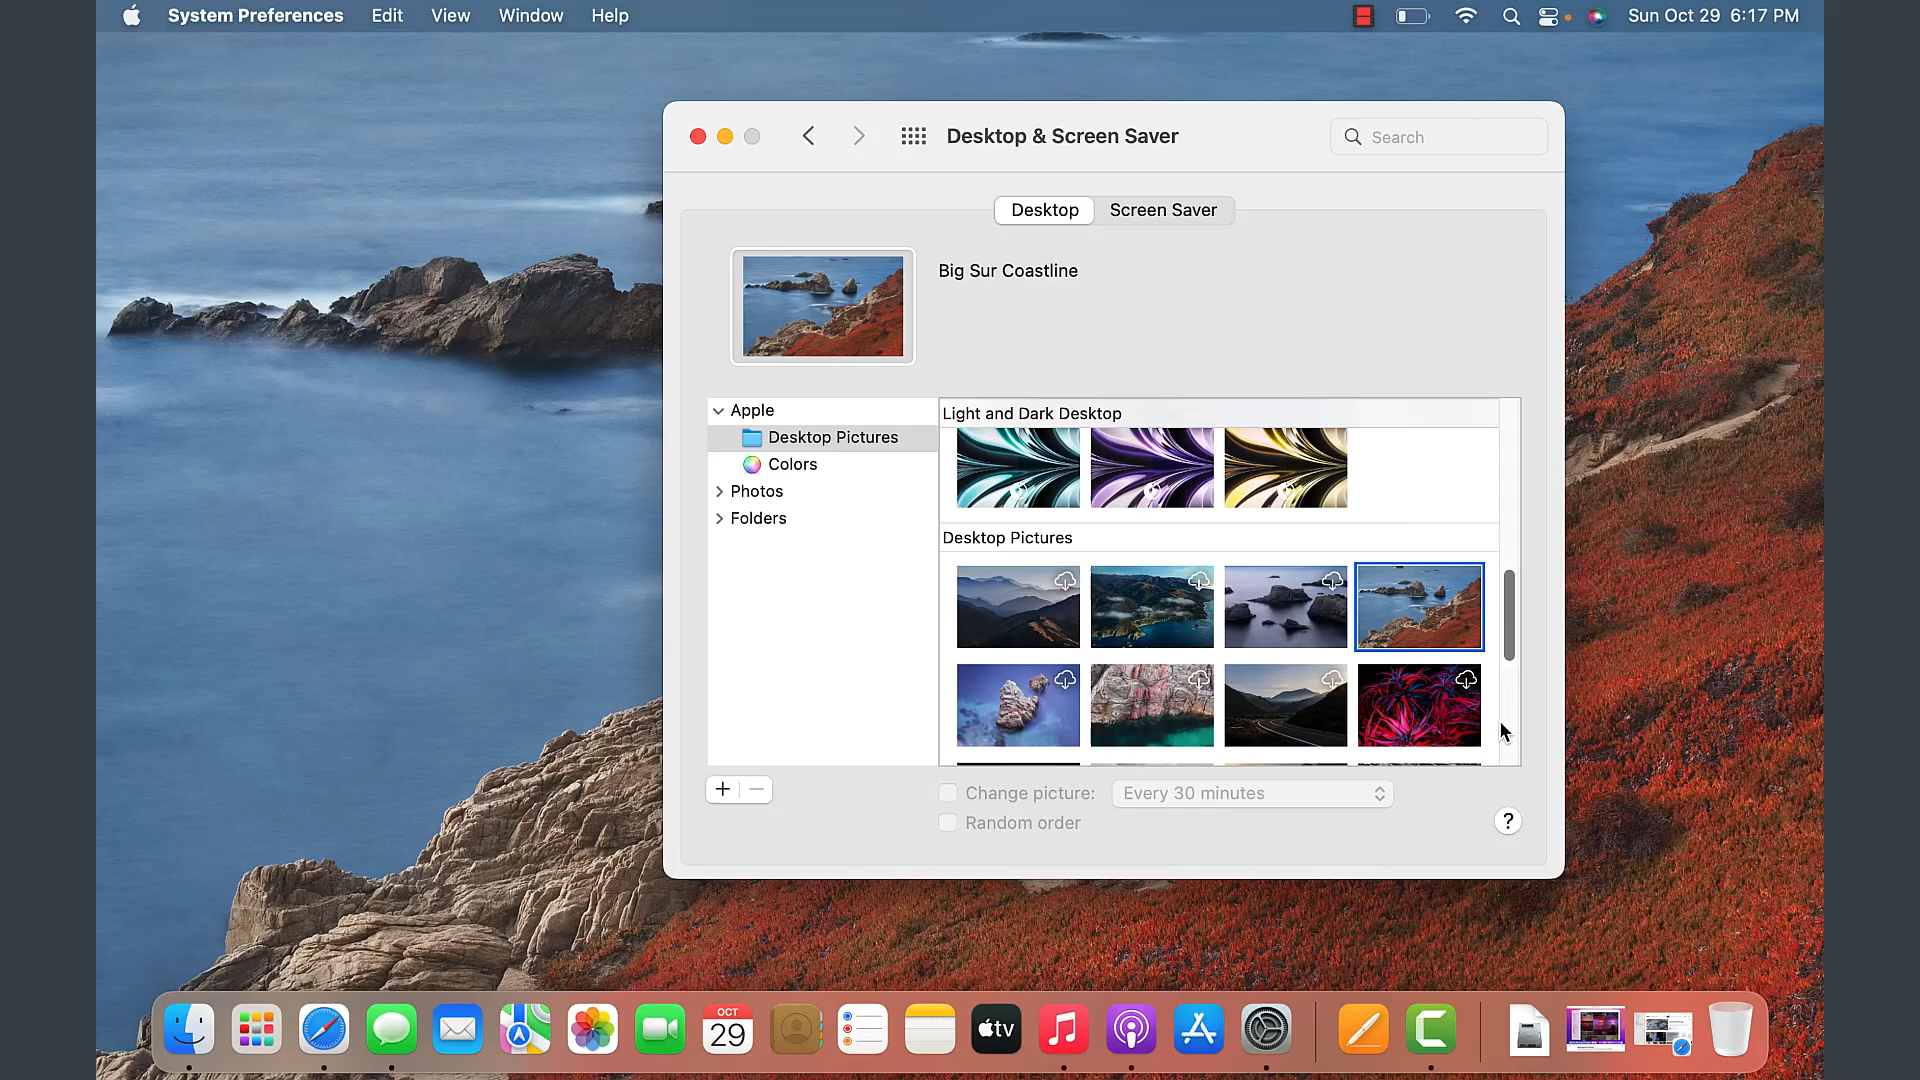 System Preferences Edit View Window Help Sun Oct 29 6:17 PM
Desktop & Screen Saver Search
Desktop Screen Saver
Big Sur Coastline
Apple
Desktop Pictures
Colors
Photos
Folders
Light and Dark Desktop
Desktop Pictures
Change picture: Every 30 minutes
Random order
?
OCT
29
tv